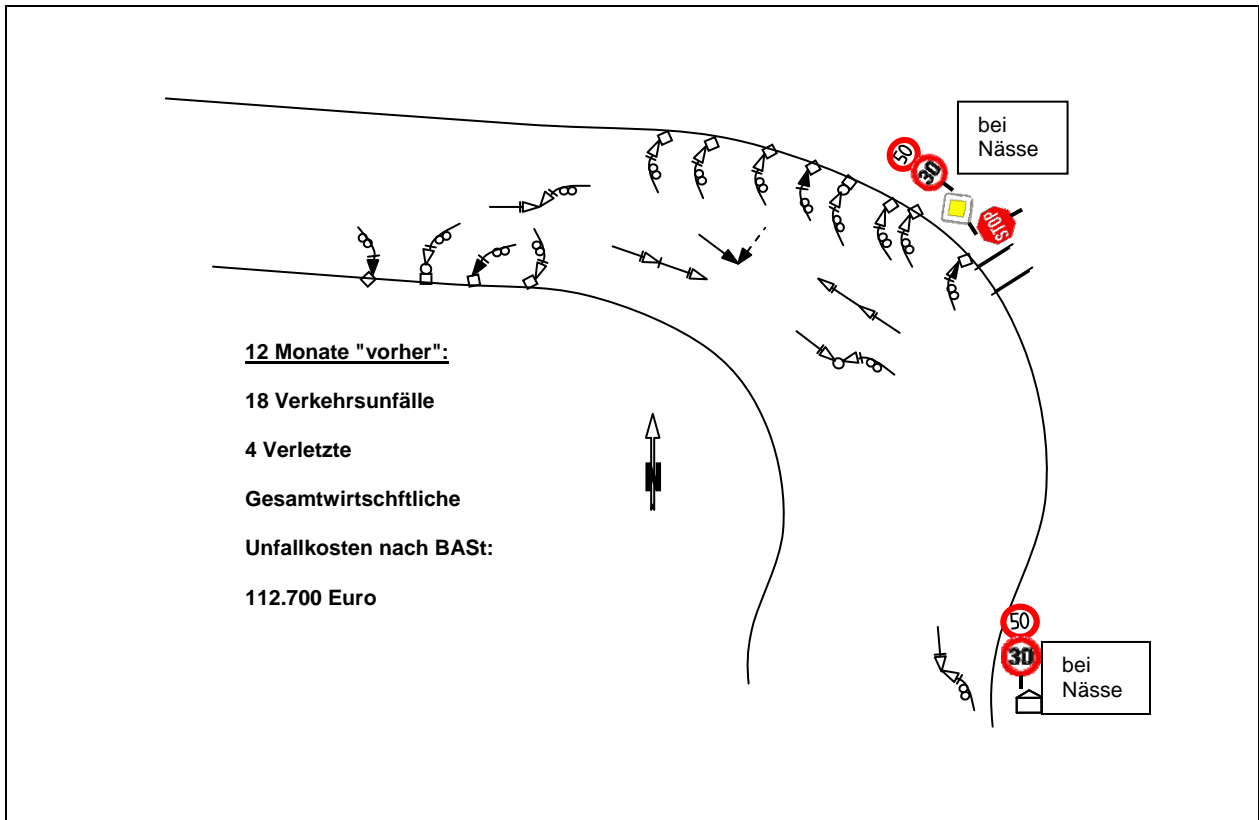 bei
Nässe
50
30
STOP
12 Monate "vorher":
18 Verkehrsunfälle
4 Verletzte
Gesamtwirtschftliche
Unfallkosten nach BASt:
112.700 Euro
N
50
30
bei
Nässe